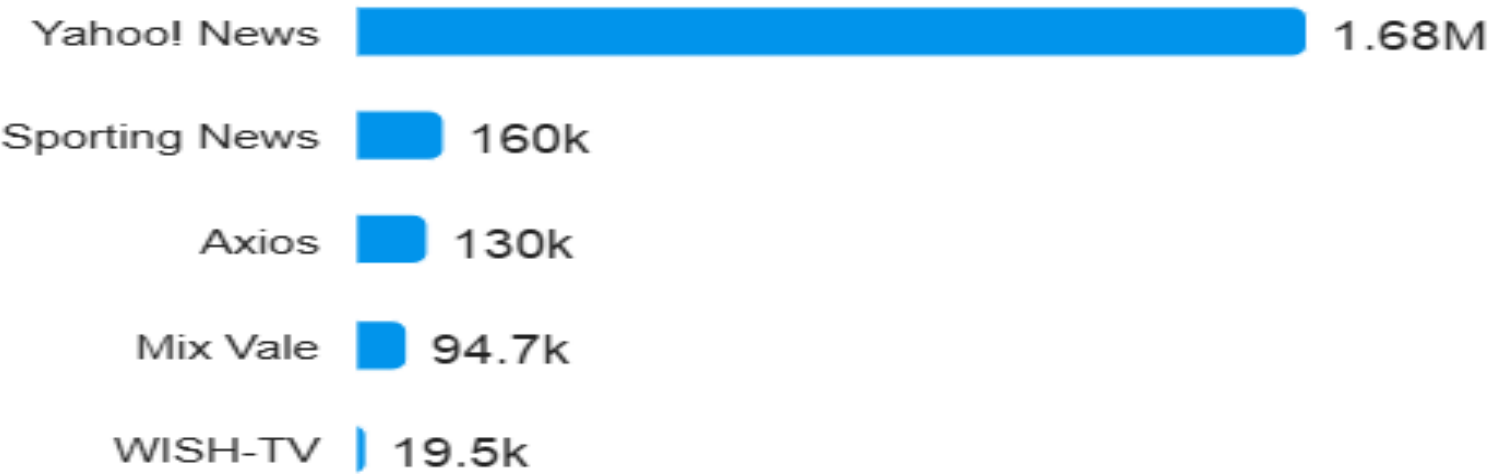 Yahoo! News 1.68M
Sporting News 160k
Axios 130k
Mix Vale 94.7k
WISH-TV 19.5k